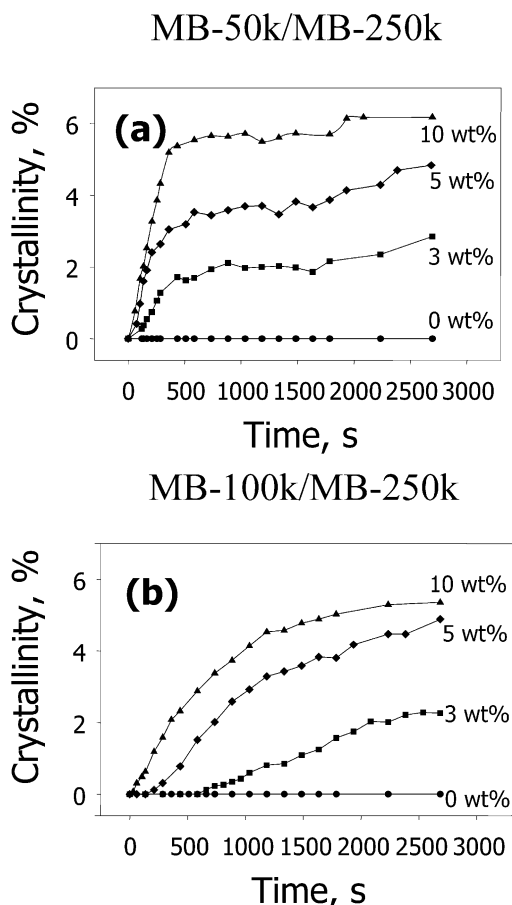 MB-50k/MB-250k
(a)
Crystallinity, %
6
4
2
0
10 wt%
5 wt%
3 wt%
0 wt%
0 500 1000 1500 2000 2500 3000
Time, s
MB-100k/MB-250k
(b)
Crystallinity, %
6
4
2
0
10 wt%
5 wt%
3 wt%
0 wt%
0 500 1000 1500 2000 2500 3000
Time, s